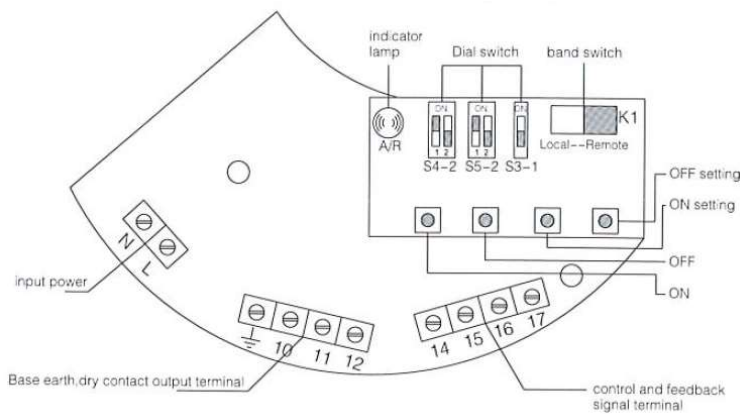 indicator
lamp
Dial switch
band switch
ON
ON
ON
K1
A/R
1 2
1 2
Local--Remote
S4-2
S5-2
S3-1
OFF setting
ON setting
N
L
OFF
input power
ON
10
11
12
14
15
16
17
Base earth,dry contact output terminal
control and feedback
signal terminal